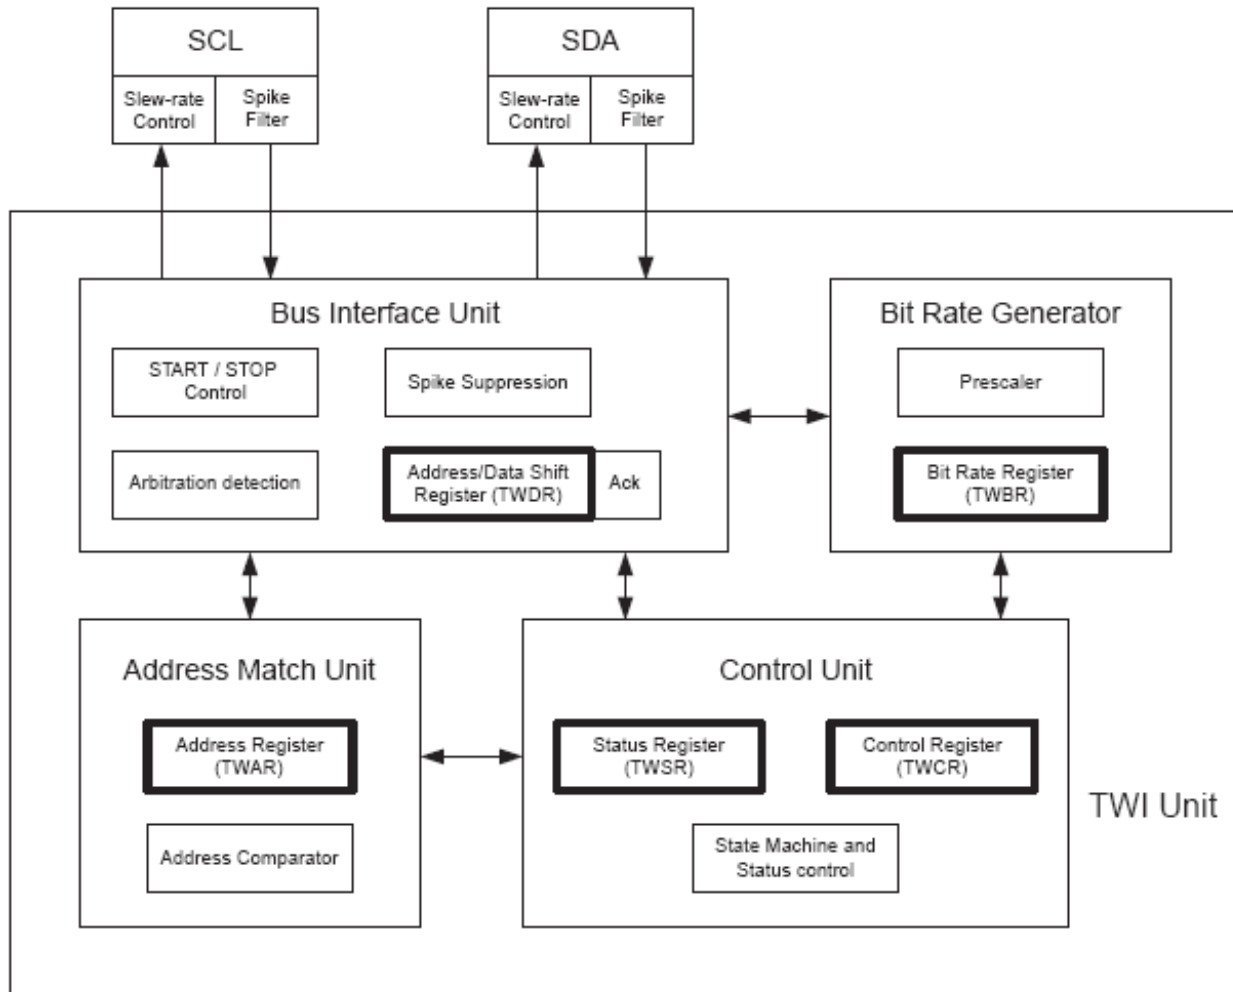 SCL
Slew-rate
Control
Spike
Filter
SDA
Slew-rate
Control
Spike
Filter
Bus Interface Unit
START / STOP
Control
Spike Suppression
Arbitration detection
Address/Data Shift
Register (TWDR)
Ack
Bit Rate Generator
Prescaler
Bit Rate Register
(TWBR)
Address Match Unit
Address Register
(TWAR)
Address Comparator
Control Unit
Status Register
(TWSR)
Control Register
(TWCR)
State Machine and
Status control
TWI Unit